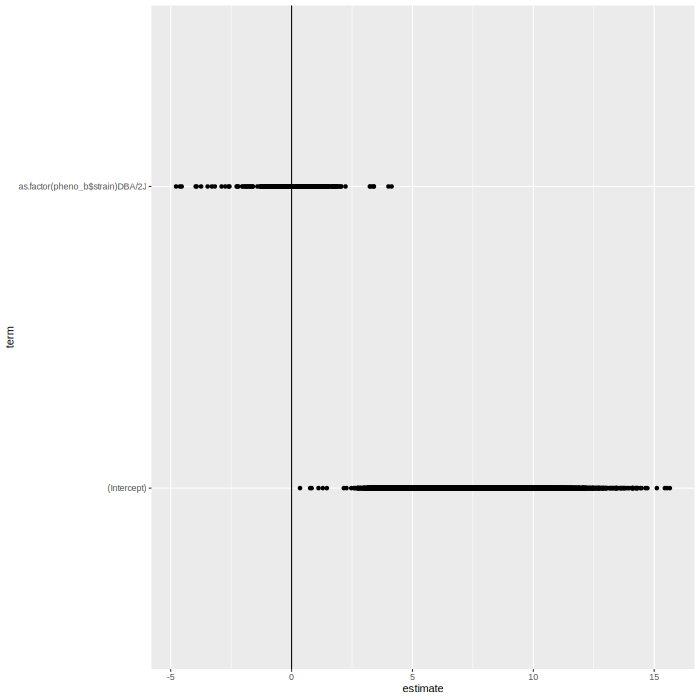 as.factor(pheno_b$strain)DBA/2J
term
(Intercept)
-5 0 5 10 15
estimate